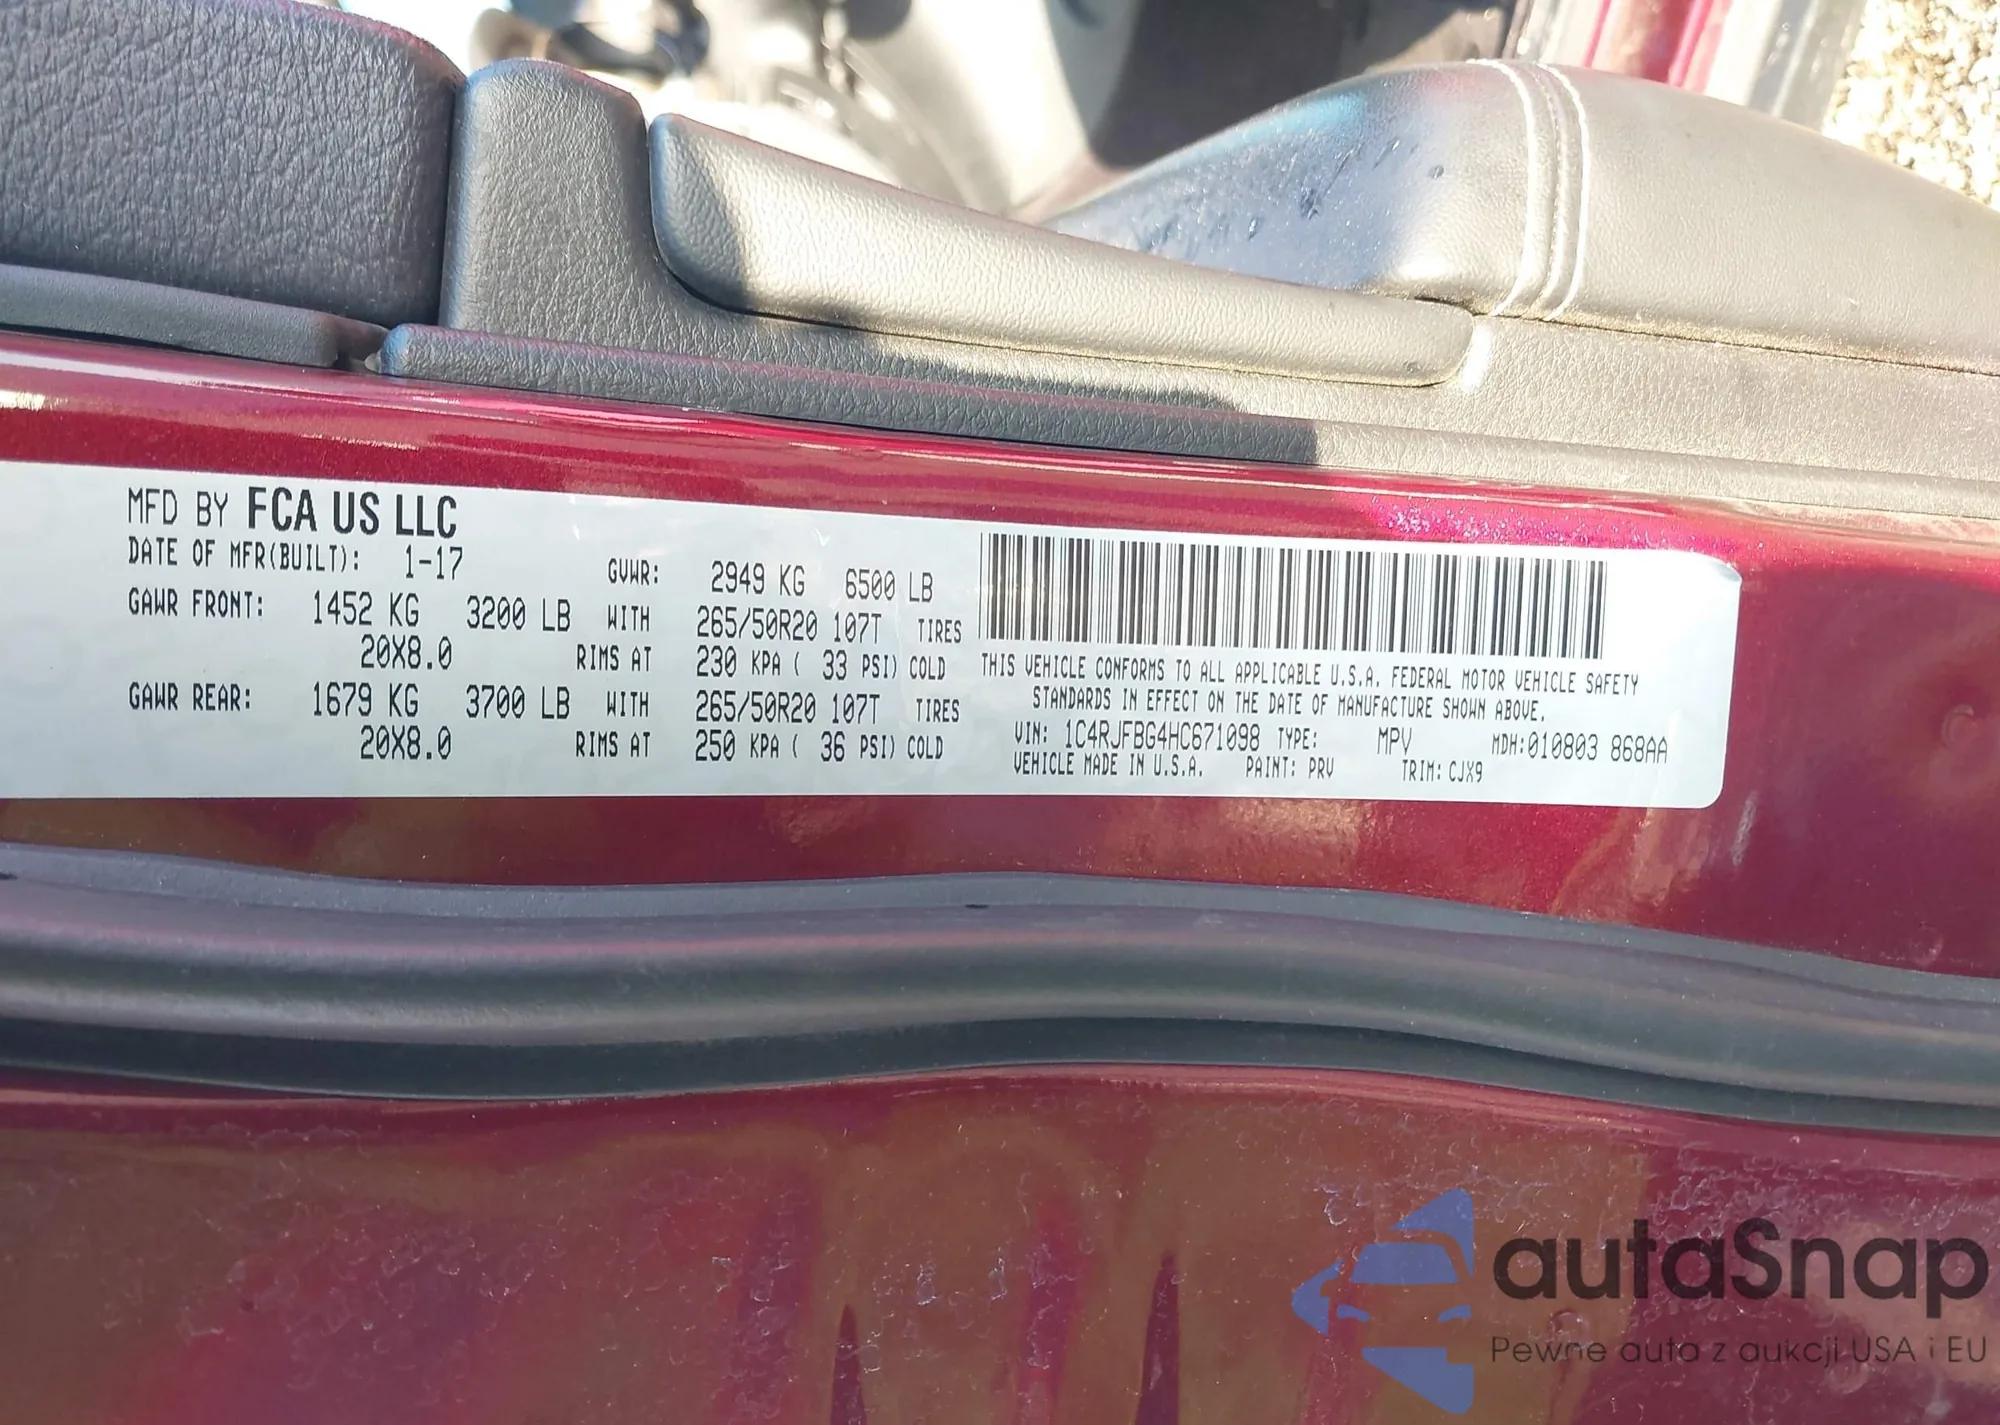 MFD BY FCA US LLC
DATE OF MFR(BUILT): 1-17 GVWR: 2949 KG 6500 LB
GAWR FRONT: 1452 KG 3200 LB WITH 265/50R20 107T TIRES
20X8.0 RIMS AT 230 KPA ( 33 PSI) COLD
GAWR REAR: 1679 KG 3700 LB WITH 265/50R20 107T TIRES
20X8.0 RIMS AT 250 KPA ( 36 PSI) COLD
THIS VEHICLE CONFORMS TO ALL APPLICABLE U.S.A. FEDERAL MOTOR VEHICLE SAFETY
STANDARDS IN EFFECT ON THE DATE OF MANUFACTURE SHOWN ABOVE.
VIN: 1C4RJFBG4HC671098 TYPE: MPV MDH:010803 868AA
VEHICLE MADE IN U.S.A. PAINT: PRV TRIM: CJX9
autaSnap
Pewne auta z aukcji USA i EU